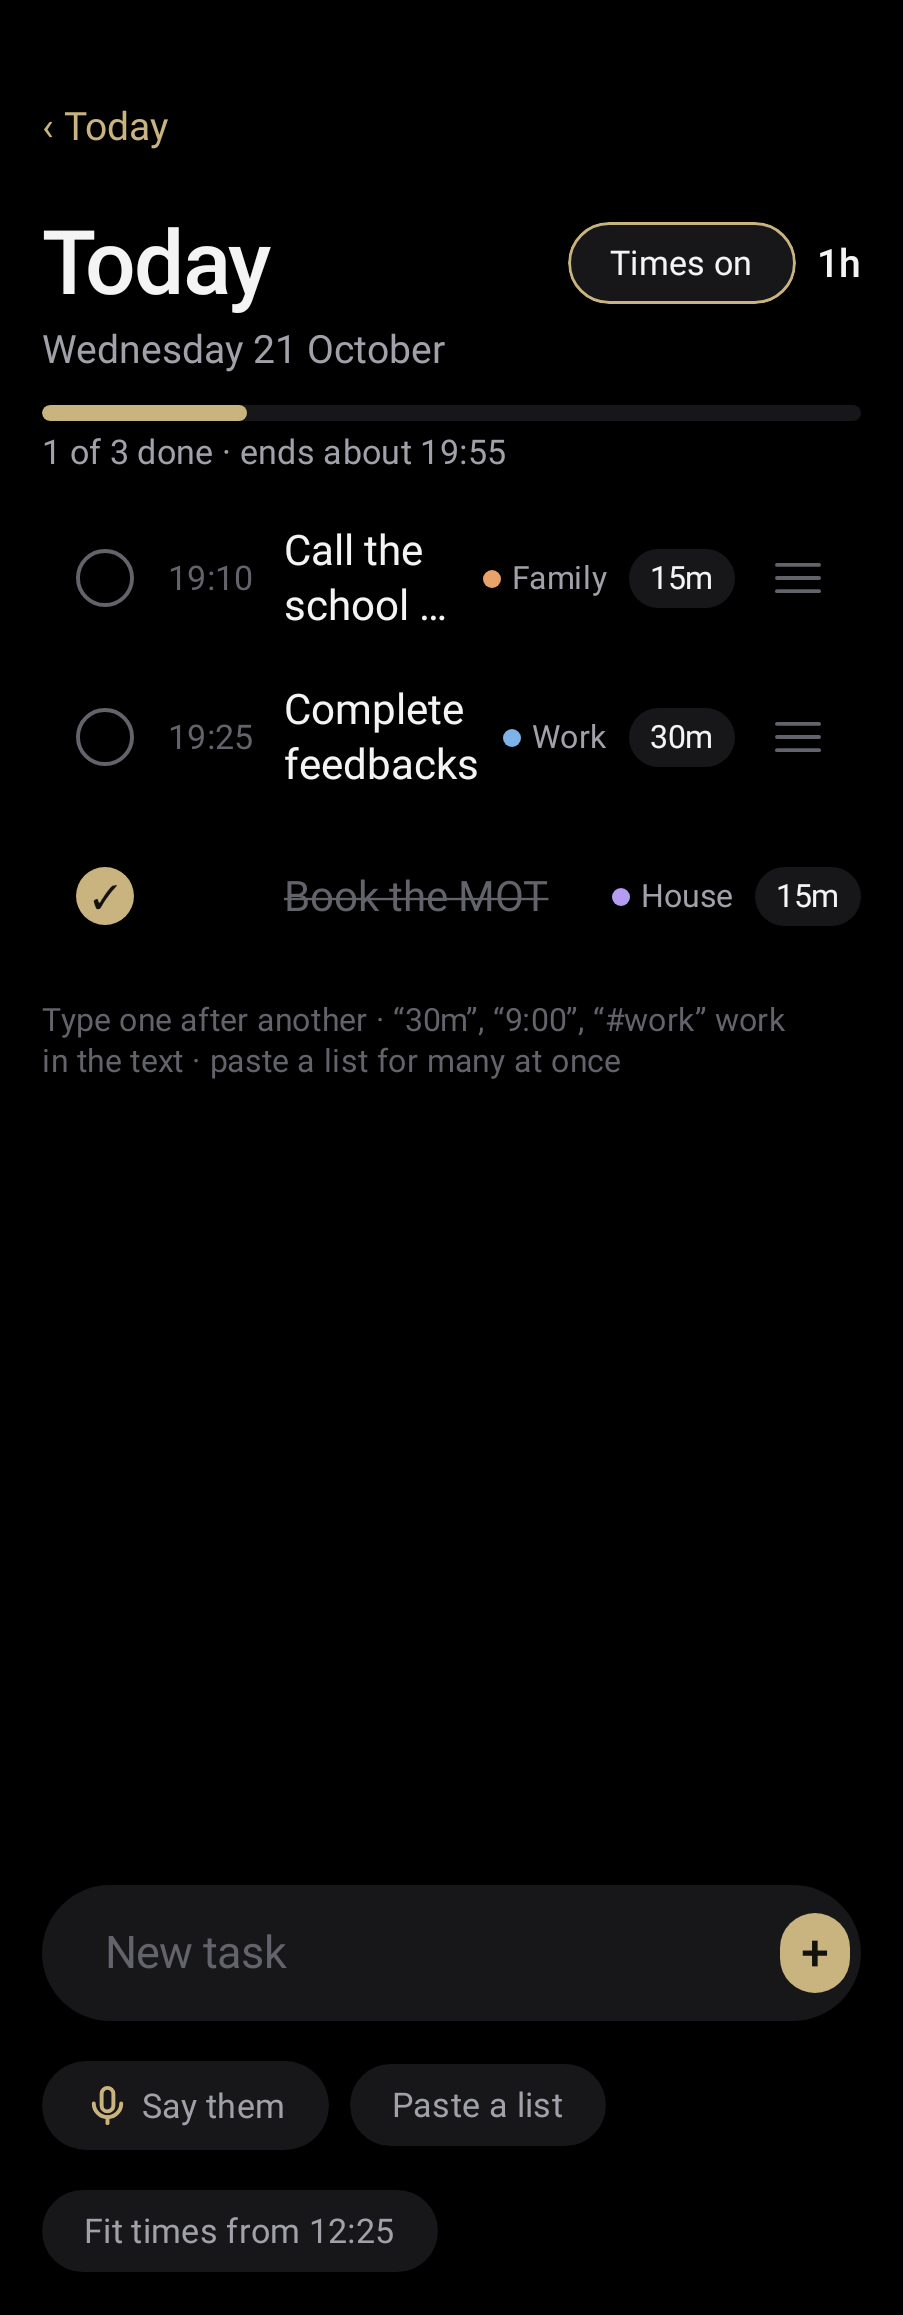 ‹ Today
Today
Times on
1h
Wednesday 21 October
1 of 3 done · ends about 19:55
19:10
Call the
school ...
Family
15m
19:25
Complete
feedbacks
Work
30m
✓
Book the MOT
House
15m
Type one after another · “30m”, “9:00”, “#work” work
in the text · paste a list for many at once
New task
+
Say them
Paste a list
Fit times from 12:25